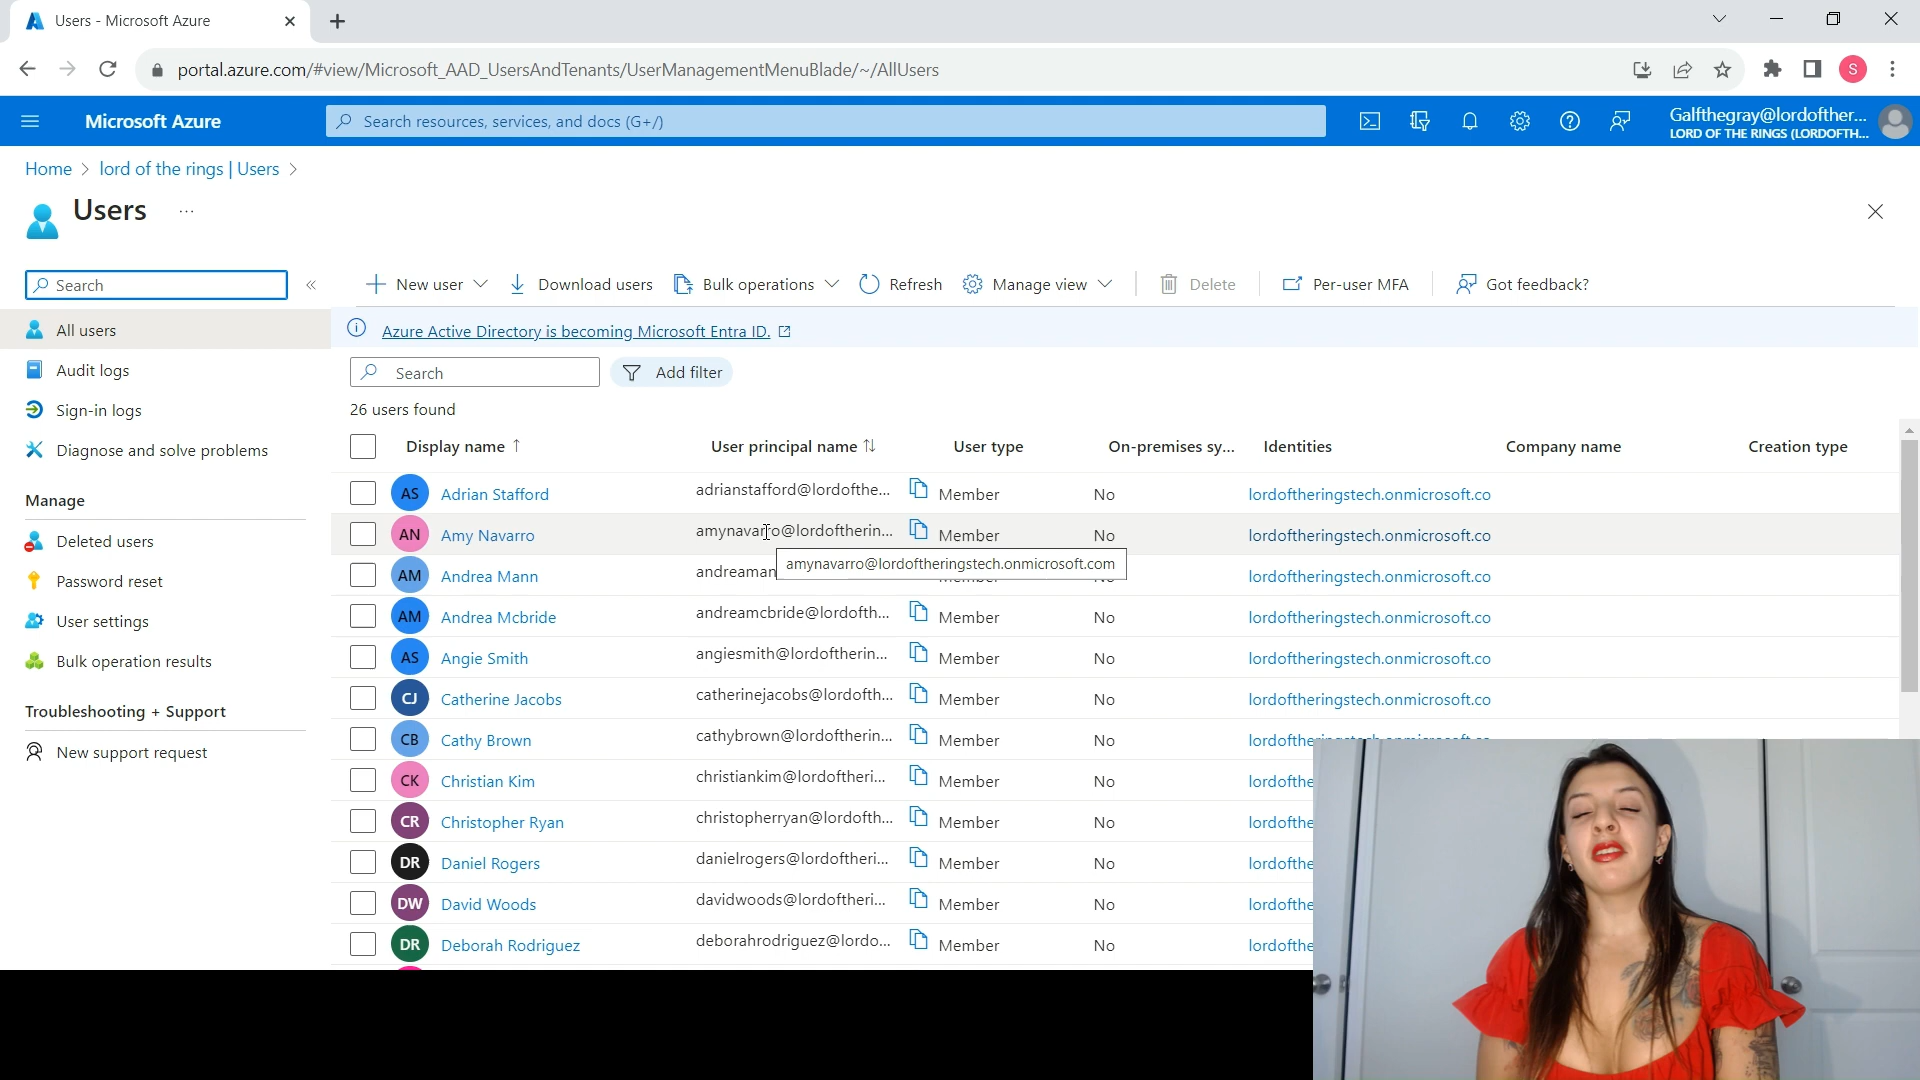 Users - Microsoft Azure
portal.azure.com/#view/Microsoft_AAD_UsersAndTenants/UserManagementMenuBlade/~/AllUsers
S
Microsoft Azure
Search resources, services, and docs (G+/)
Galfthegray@lordofther...
LORD OF THE RINGS (LORDOFTH...
Home > lord of the rings | Users >
Users ...
Search
«
New user
Download users
Bulk operations
Refresh
Manage view
Delete
Per-user MFA
Got feedback?
All users
Audit logs
Sign-in logs
Diagnose and solve problems
Manage
Deleted users
Password reset
User settings
Bulk operation results
Troubleshooting + Support
New support request
Azure Active Directory is becoming Microsoft Entra ID.
Search
Add filter
26 users found
Display name ↑ User principal name ↑↓ User type On-premises sy... Identities Company name Creation type
AS Adrian Stafford adrianstafford@lordofthe... Member No lordoftheringstech.onmicrosoft.co
AN Amy Navarro amynavarro@lordoftherin... Member No lordoftheringstech.onmicrosoft.co
amynavarro@lordoftheringstech.onmicrosoft.com
AM Andrea Mann andreaman lordoftheringstech.onmicrosoft.co
AM Andrea Mcbride andreamcbride@lordofth... Member No lordoftheringstech.onmicrosoft.co
AS Angie Smith angiesmith@lordoftherin... Member No lordoftheringstech.onmicrosoft.co
CJ Catherine Jacobs catherinejacobs@lordofth... Member No lordoftheringstech.onmicrosoft.co
CB Cathy Brown cathybrown@lordoftherin... Member No lordofthe
CK Christian Kim christiankim@lordoftheri... Member No lordofthe
CR Christopher Ryan christopherryan@lordofth... Member No lordofthe
DR Daniel Rogers danielrogers@lordoftheri... Member No lordofthe
DW David Woods davidwoods@lordoftheri... Member No lordofthe
DR Deborah Rodriguez deborahrodriguez@lordo... Member No lordofthe